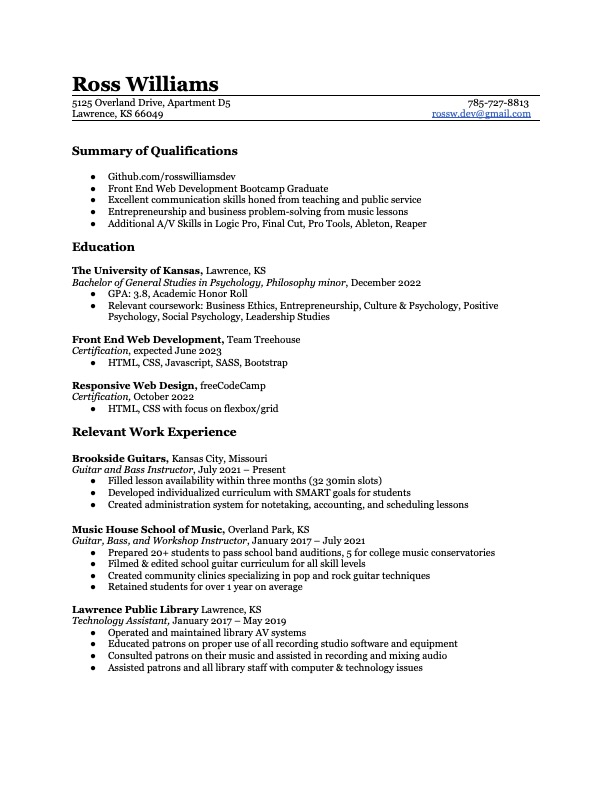 Ross Williams
5125 Overland Drive, Apartment D5 785-727-8813
Lawrence, KS 66049 rossw.dev@gmail.com
Summary of Qualifications
● Github.com/rosswilliamsdev
● Front End Web Development Bootcamp Graduate
● Excellent communication skills honed from teaching and public service
● Entrepreneurship and business problem-solving from music lessons
● Additional A/V Skills in Logic Pro, Final Cut, Pro Tools, Ableton, Reaper
Education
The University of Kansas, Lawrence, KS
Bachelor of General Studies in Psychology, Philosophy minor, December 2022
● GPA: 3.8, Academic Honor Roll
● Relevant coursework: Business Ethics, Entrepreneurship, Culture & Psychology, Positive
Psychology, Social Psychology, Leadership Studies
Front End Web Development, Team Treehouse
Certification, expected June 2023
● HTML, CSS, Javascript, SASS, Bootstrap
Responsive Web Design, freeCodeCamp
Certification, October 2022
● HTML, CSS with focus on flexbox/grid
Relevant Work Experience
Brookside Guitars, Kansas City, Missouri
Guitar and Bass Instructor, July 2021 – Present
● Filled lesson availability within three months (32 30min slots)
● Developed individualized curriculum with SMART goals for students
● Created administration system for notetaking, accounting, and scheduling lessons
Music House School of Music, Overland Park, KS
Guitar, Bass, and Workshop Instructor, January 2017 – July 2021
● Prepared 20+ students to pass school band auditions, 5 for college music conservatories
● Filmed & edited school guitar curriculum for all skill levels
● Created community clinics specializing in pop and rock guitar techniques
● Retained students for over 1 year on average
Lawrence Public Library Lawrence, KS
Technology Assistant, January 2017 – May 2019
● Operated and maintained library AV systems
● Educated patrons on proper use of all recording studio software and equipment
● Consulted patrons on their music and assisted in recording and mixing audio
● Assisted patrons and all library staff with computer & technology issues